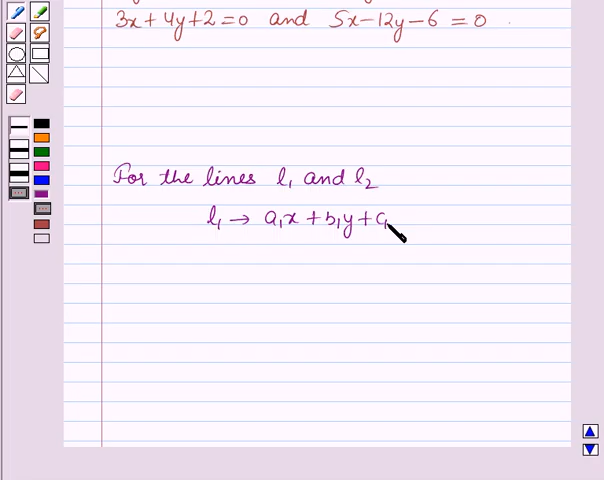 3x+4y+2=0 and 5x-12y-6=0.
For the lines l₁ and l₂
l₁ → a₁x+b₁y+c₁